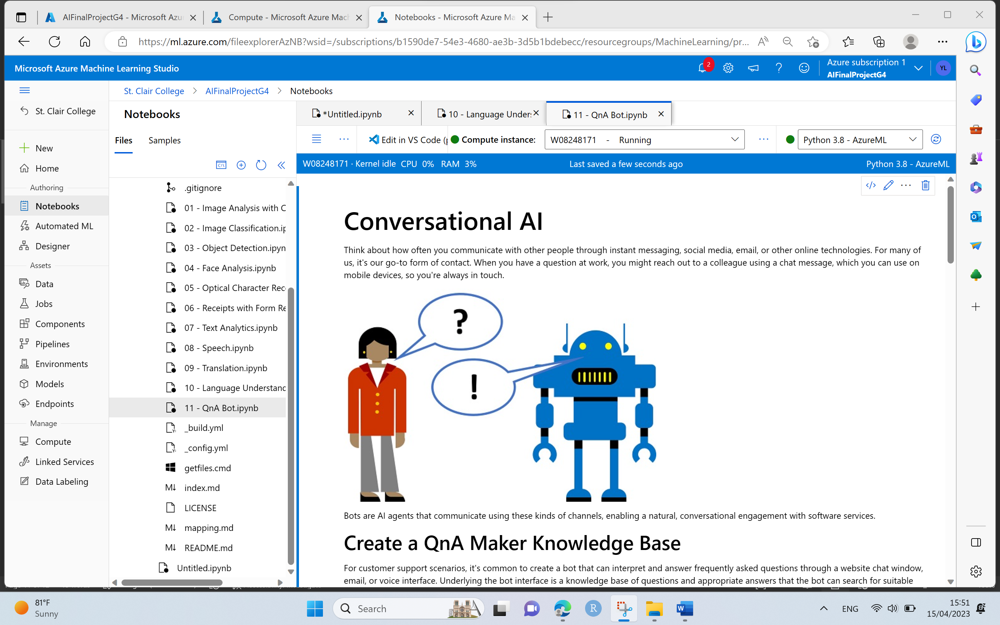 AIFinalProjectG4 - Microsoft Azu
Compute - Microsoft Azure Mach
Notebooks - Microsoft Azure Ma
https://ml.azure.com/fileexplorerAzNB?wsid=/subscriptions/b1590de7-54e3-4680-ae3b-3d5b1bdebecc/resourcegroups/MachineLearning/pr...
Microsoft Azure Machine Learning Studio
2
Azure subscription 1
AIFinalProjectG4
YL
St. Clair College
AIFinalProjectG4
Notebooks
St. Clair College
New
Home
Authoring
Notebooks
Automated ML
Designer
Assets
Data
Jobs
Components
Pipelines
Environments
Models
Endpoints
Manage
Compute
Linked Services
Data Labeling
Notebooks
Files
Samples
.gitignore
01 - Image Analysis with C
02 - Image Classification.ip
03 - Object Detection.ipyn
04 - Face Analysis.ipynb
05 - Optical Character Rec
06 - Receipts with Form Re
07 - Text Analytics.ipynb
08 - Speech.ipynb
09 - Translation.ipynb
10 - Language Understand
11 - QnA Bot.ipynb
_build.yml
_config.yml
getfiles.cmd
index.md
LICENSE
mapping.md
README.md
Untitled.ipynb
*Untitled.ipynb
10 - Language Unders
11 - QnA Bot.ipynb
Edit in VS Code (p
Compute instance:
W08248171 - Running
Python 3.8 - AzureML
W08248171 · Kernel idle CPU 0% RAM 3%
Last saved a few seconds ago
Python 3.8 - AzureML
Conversational AI
Think about how often you communicate with other people through instant messaging, social media, email, or other online technologies. For many of
us, it's our go-to form of contact. When you have a question at work, you might reach out to a colleague using a chat message, which you can use on
mobile devices, so you're always in touch.
?
!
Bots are AI agents that communicate using these kinds of channels, enabling a natural, conversational engagement with software services.
Create a QnA Maker Knowledge Base
For customer support scenarios, it's common to create a bot that can interpret and answer frequently asked questions through a website chat window,
email, or voice interface. Underlying the bot interface is a knowledge base of questions and appropriate answers that the bot can search for suitable
81°F
Sunny
Search
ENG
15:51
15/04/2023